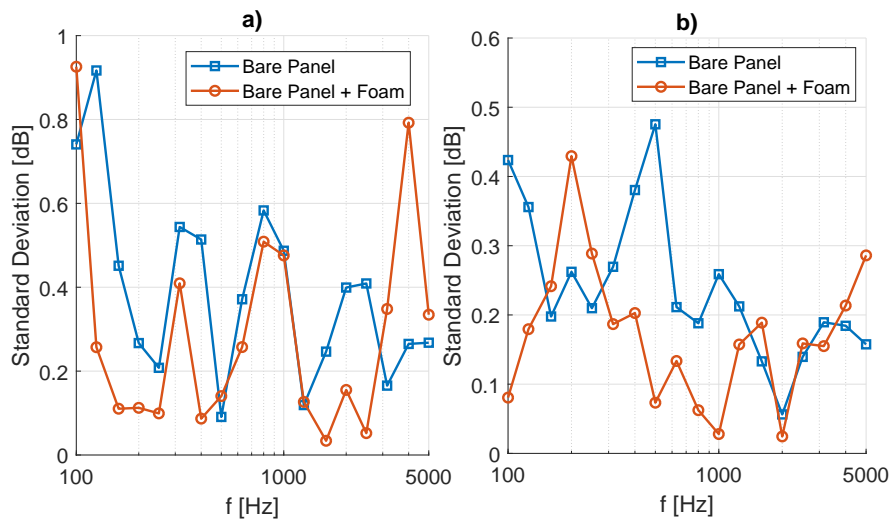 a)
Standard Deviation [dB]
1
0.8
0.6
0.4
0.2
0
100
1000
5000
f [Hz]
Bare Panel
Bare Panel + Foam
b)
Standard Deviation [dB]
0.6
0.5
0.4
0.3
0.2
0.1
0
100
1000
5000
f [Hz]
Bare Panel
Bare Panel + Foam